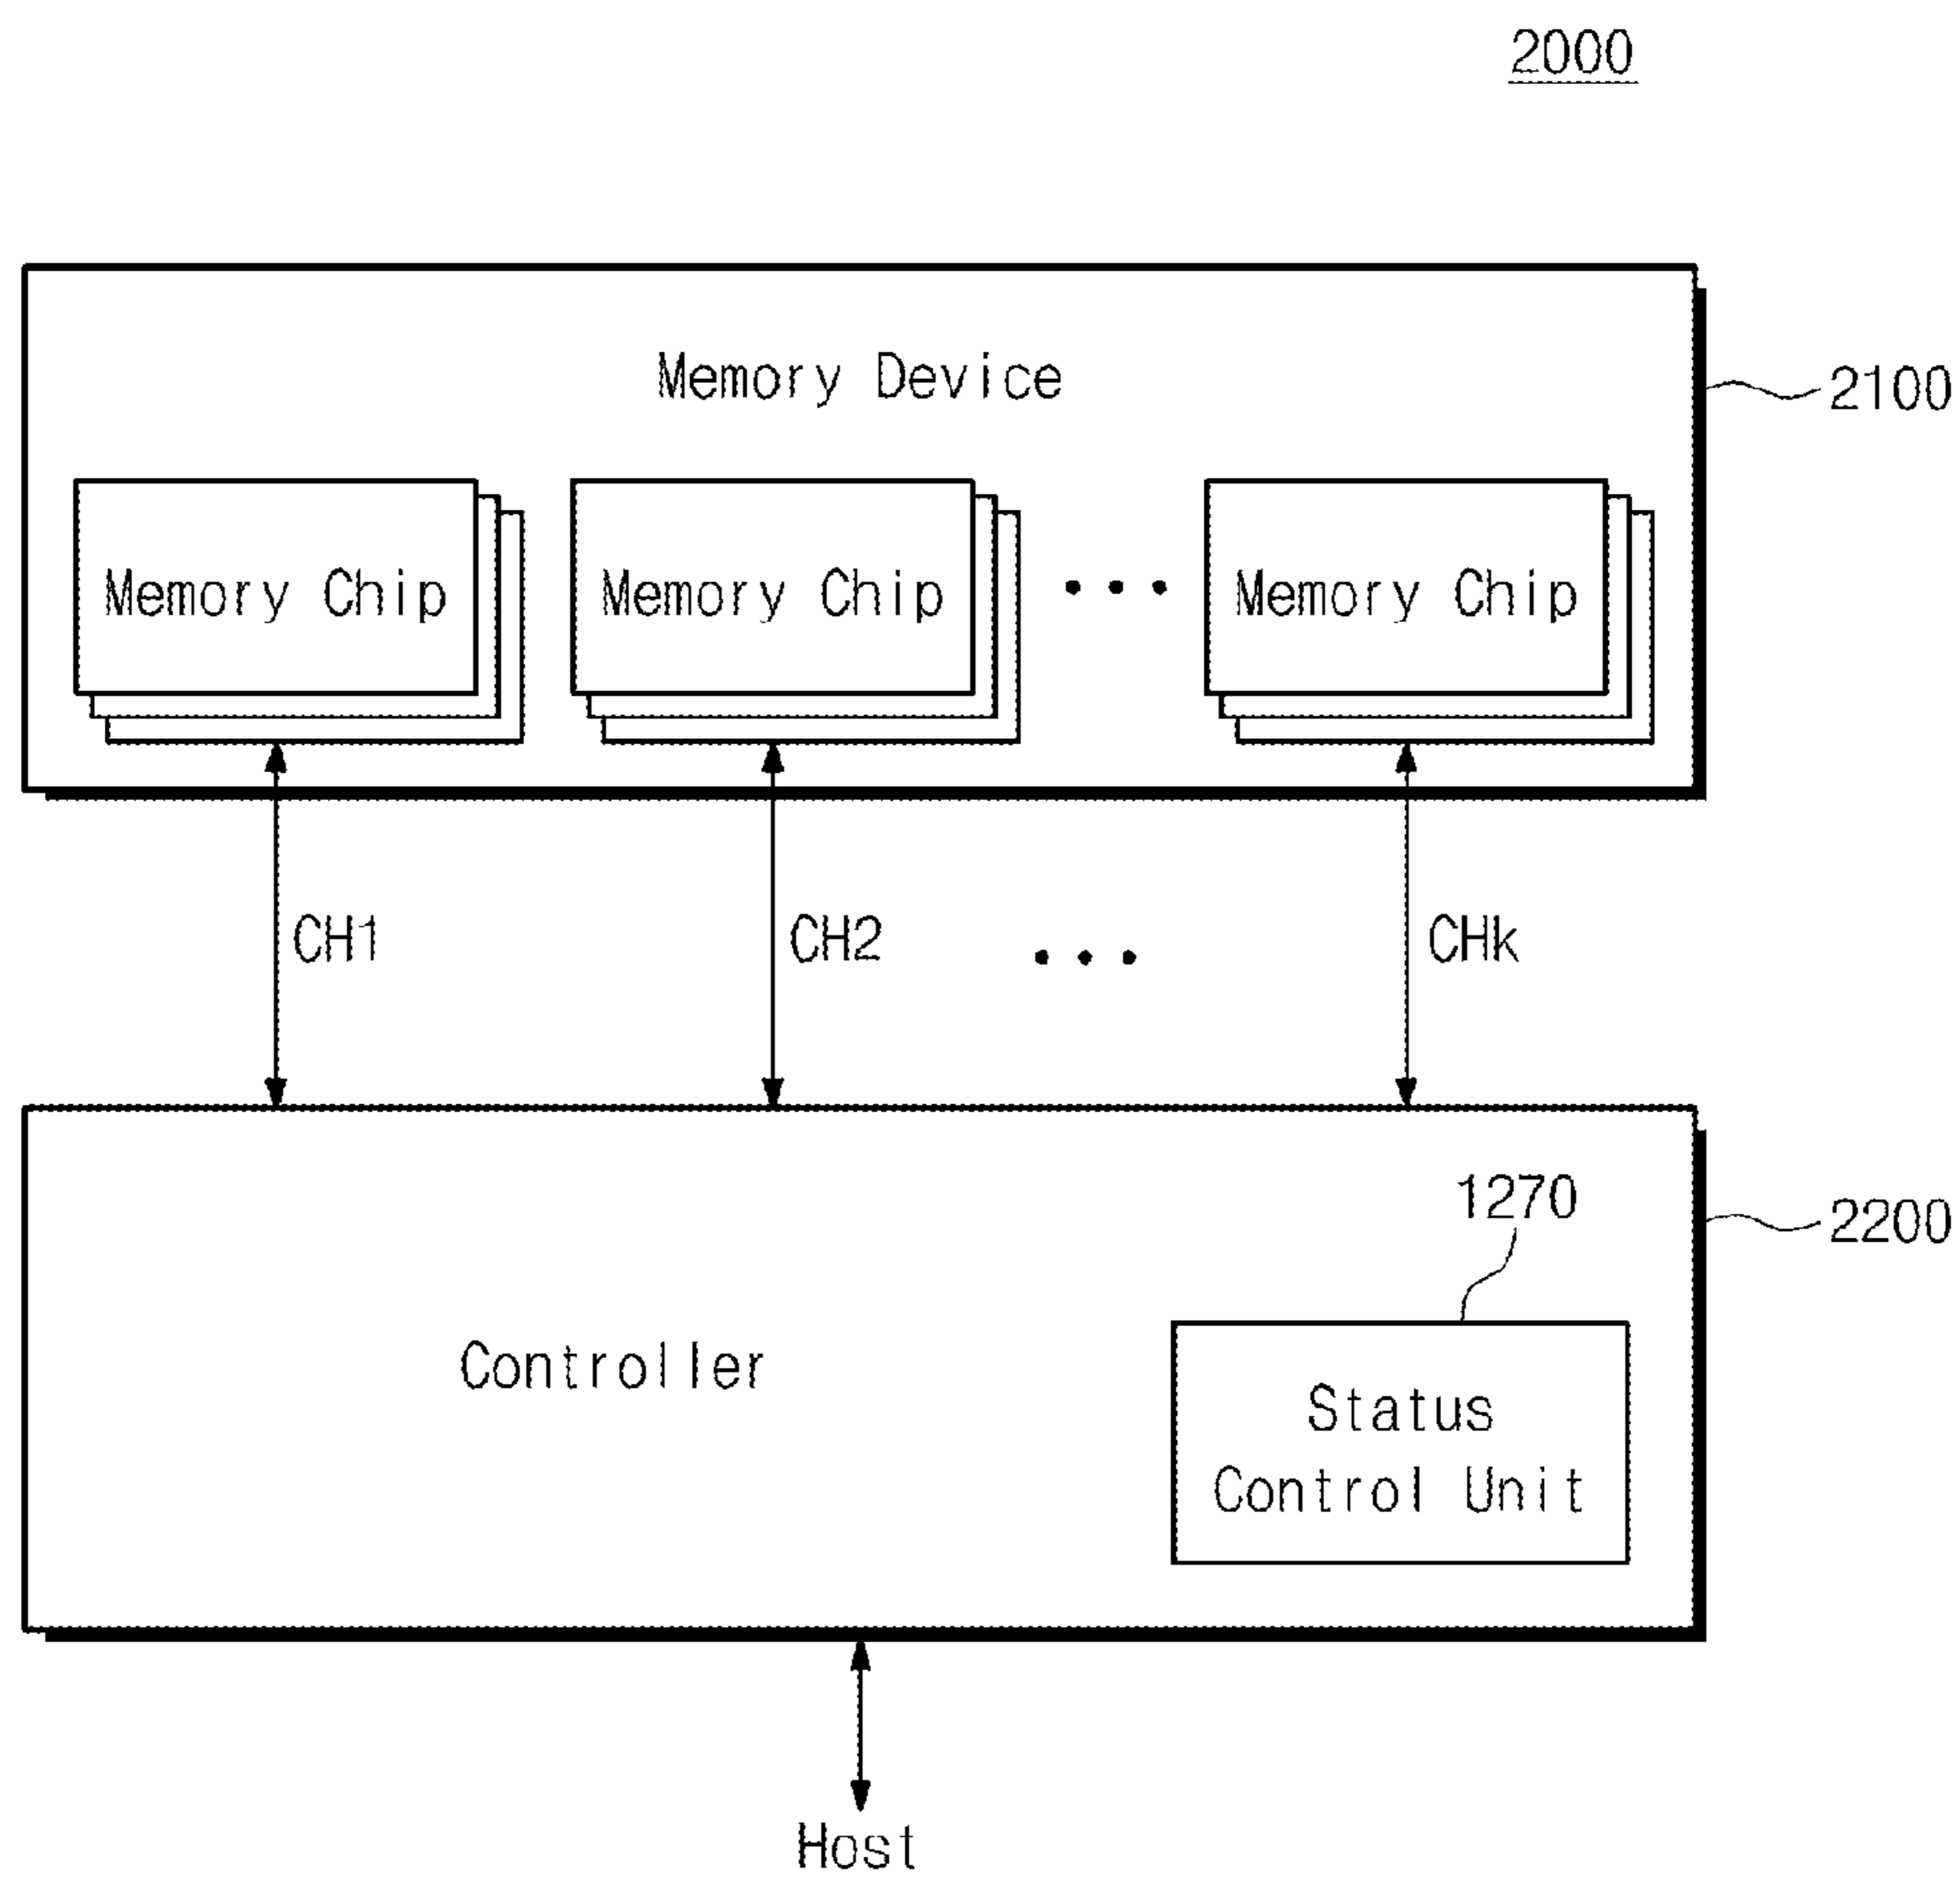 2000
Memory Device
2100
Memory Chip
Memory Chip
Memory Chip
CH1
CH2
CHk
1270
2200
Controller
Status
Control Unit
Host